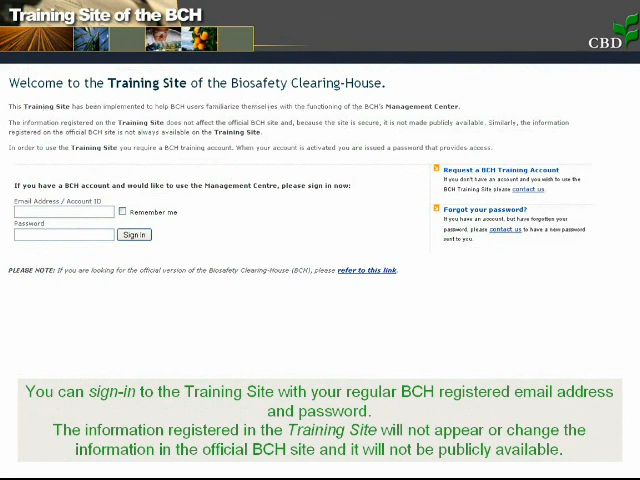 Training Site of the BCH
CBD
Welcome to the Training Site of the Biosafety Clearing-House.
This Training Site has been implemented to help BCH users familiarize themselves with the functioning of the BCH's Management Center.
The information registered on the Training Site does not affect the official BCH site and, because the site is secure, it is not made publicly available. Similarly, the information
registered on the official BCH site is not always available on the Training Site.
In order to use the Training Site you require a BCH training account. When your account is activated you are issued a password that provides access.
If you have a BCH account and would like to use the Management Centre, please sign in now:
Email Address / Account ID
Remember me
Password
Sign In
Request a BCH Training Account
If you don't have an account and you wish to use the
BCH Training Site please contact us.
Forgot your password?
If you have an account, but have forgotten your
password, please contact us to have a new password
sent to you.
PLEASE NOTE: If you are looking for the official version of the Biosafety Clearing-House (BCH), please refer to this link.
You can sign-in to the Training Site with your regular BCH registered email address
and password.
The information registered in the Training Site will not appear or change the
information in the official BCH site and it will not be publicly available.